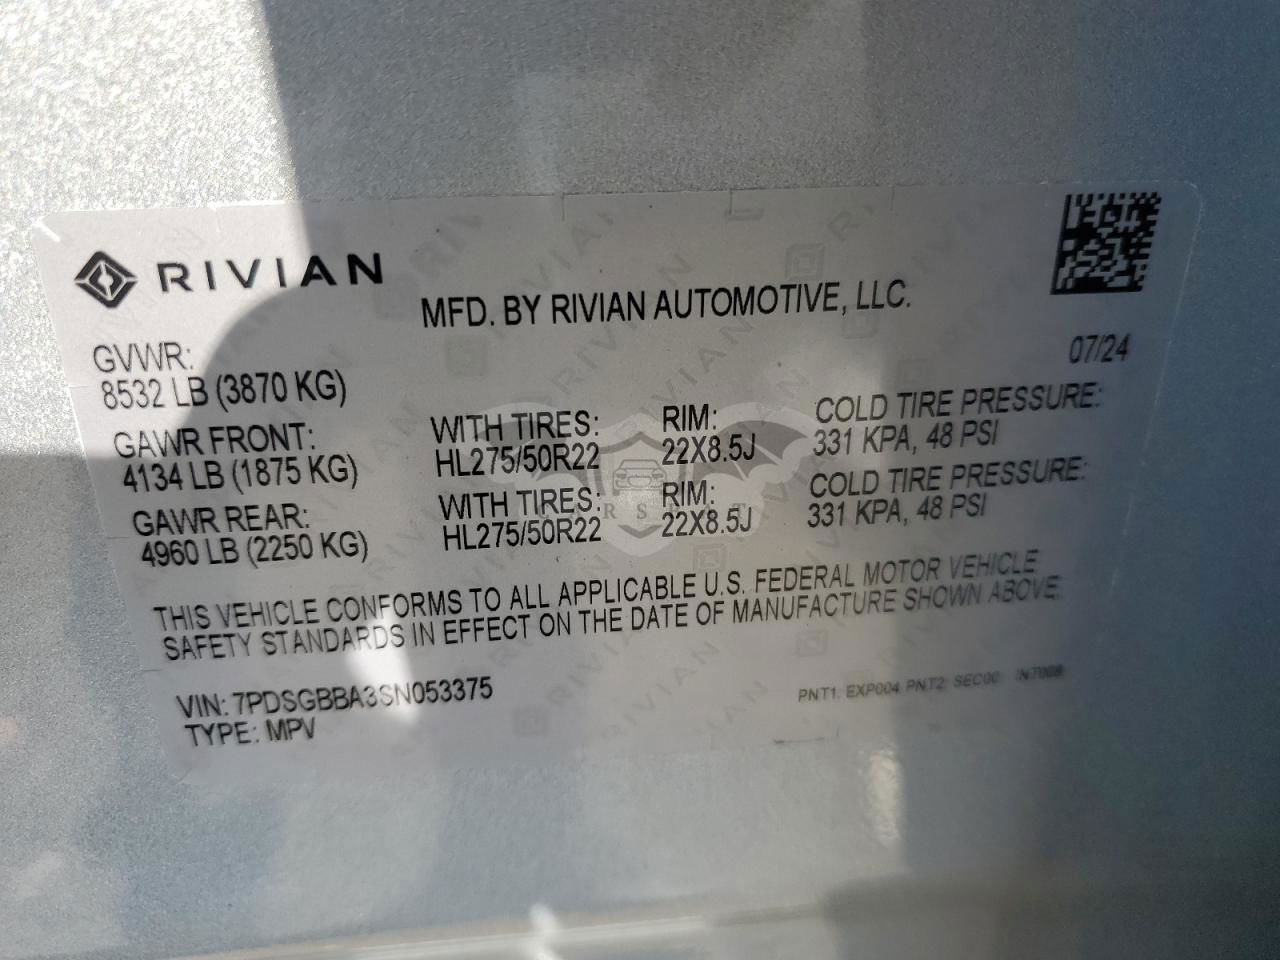 RIVIAN
MFD. BY RIVIAN AUTOMOTIVE, LLC.
07/24
GVWR:
8532 LB (3870 KG)
GAWR FRONT: WITH TIRES: RIM: COLD TIRE PRESSURE:
4134 LB (1875 KG) HL275/50R22 22X8.5J 331 KPA, 48 PSI
GAWR REAR: WITH TIRES: RIM: COLD TIRE PRESSURE:
4960 LB (2250 KG) HL275/50R22 22X8.5J 331 KPA, 48 PSI
THIS VEHICLE CONFORMS TO ALL APPLICABLE U.S. FEDERAL MOTOR VEHICLE
SAFETY STANDARDS IN EFFECT ON THE DATE OF MANUFACTURE SHOWN ABOVE.
VIN: 7PDSGBBA3SN053375 PNT1: EXP004 PNT2: SEC00
TYPE: MPV